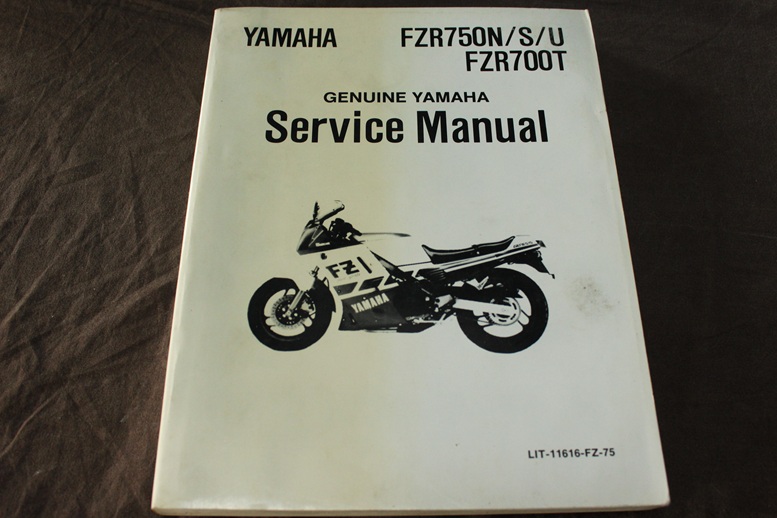 YAMAHA FZR750N/S/U
FZR700T
GENUINE YAMAHA
Service Manual
FZ
YAMAHA
LIT-11616-FZ-75